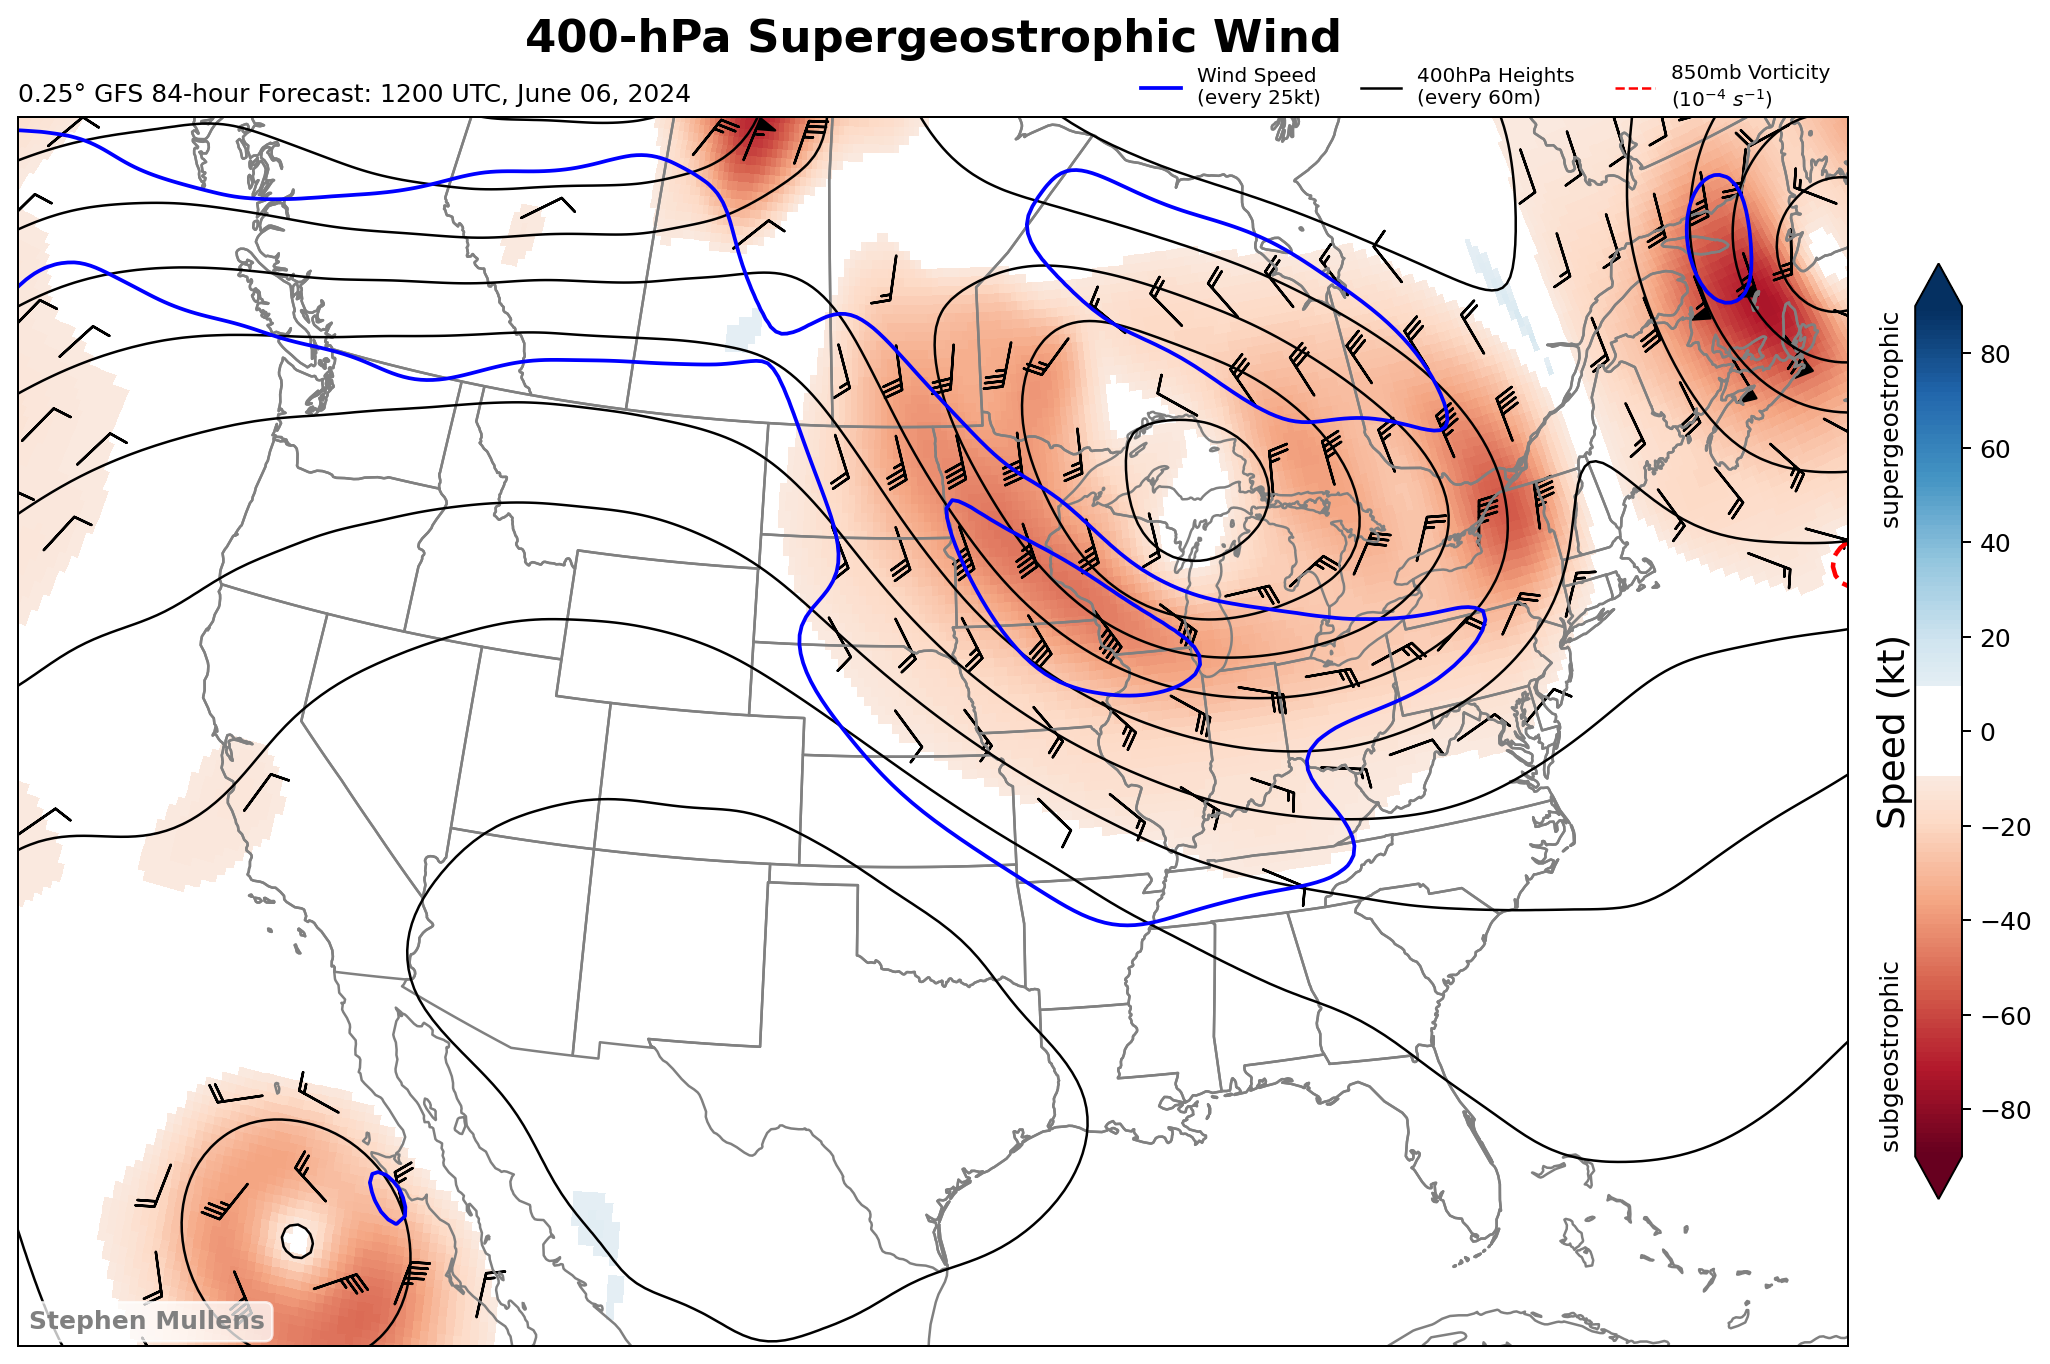 400-hPa Supergeostrophic Wind
0.25° GFS 84-hour Forecast: 1200 UTC, June 06, 2024
Wind Speed
(every 25kt)
400hPa Heights
(every 60m)
850mb Vorticity
(10⁻⁴ s⁻¹)
supergeostrophic
Speed (kt)
subgeostrophic
80
60
40
20
0
−20
−40
−60
−80
Stephen Mullens